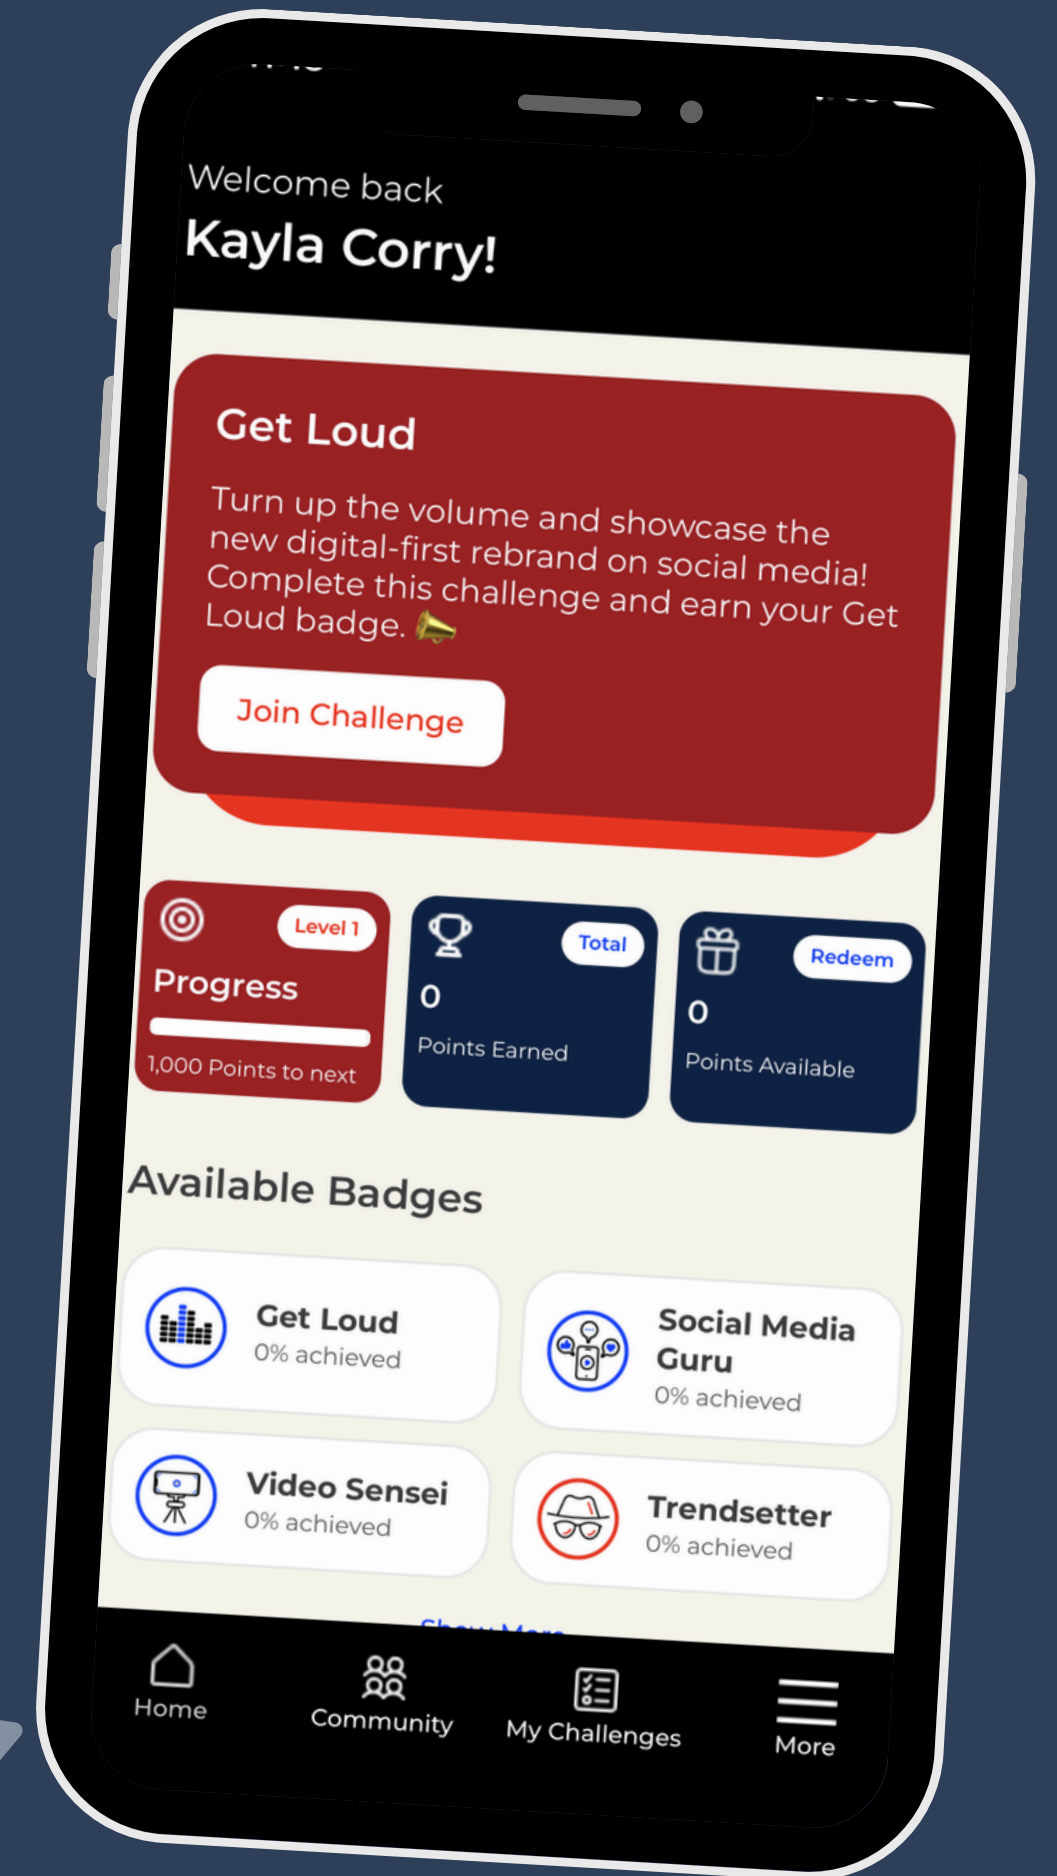 Welcome back
Kayla Corry!
Get Loud
Turn up the volume and showcase the
new digital-first rebrand on social media!
Complete this challenge and earn your Get
Loud badge.
Join Challenge
Level 1
Progress
1,000 Points to next
Total
0
Points Earned
Redeem
0
Points Available
Available Badges
Get Loud
0% achieved
Social Media
Guru
0% achieved
Video Sensei
0% achieved
Trendsetter
0% achieved
Show More
Home
Community
My Challenges
More